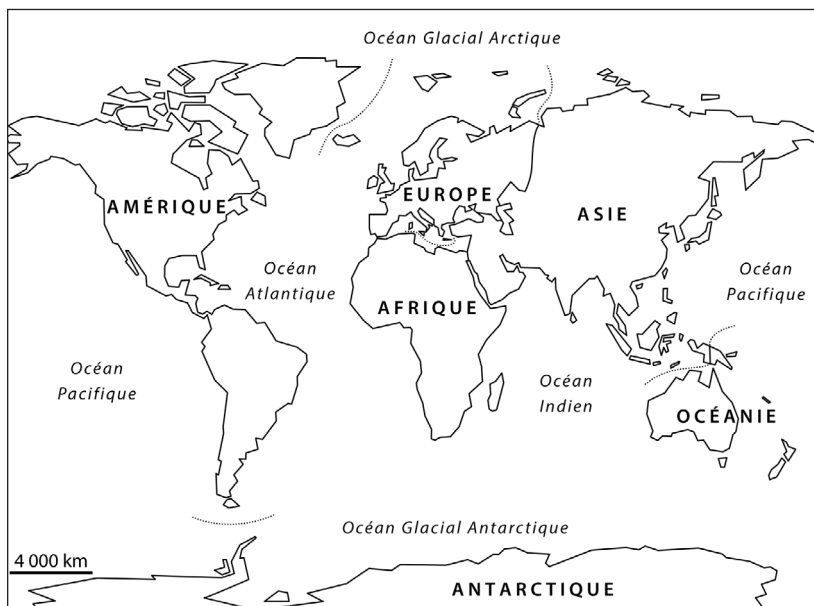 Océan Glacial Arctique
AMÉRIQUE
EUROPE
ASIE
Océan
Atlantique
AFRIQUE
Océan
Pacifique
Océan
Pacifique
Océan
Indien
OCÉANIE
Océan Glacial Antarctique
4 000 km
ANTARCTIQUE